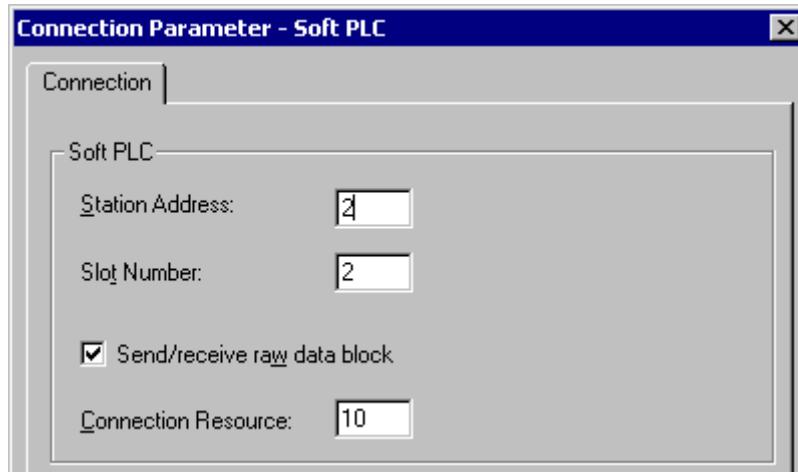 Connection Parameter - Soft PLC
Connection
Soft PLC
Station Address: 2
Slot Number: 2
Send/receive raw data block
Connection Resource: 10